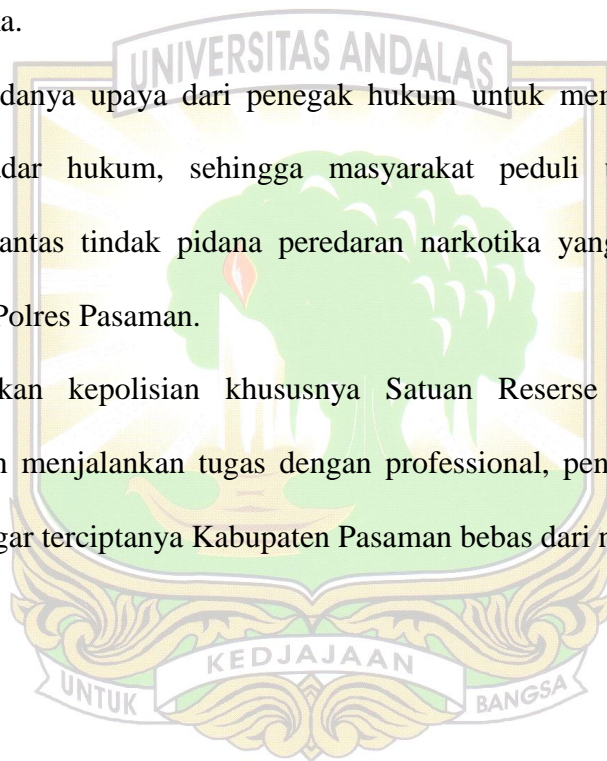 a.
UNIVERSITAS ANDALAS
danya upaya dari penegak hukum untuk men
dar hukum, sehingga masyarakat peduli
antas tindak pidana peredaran narkotika yang
Polres Pasaman.
kan kepolisian khususnya Satuan Reserse
menjalankan tugas dengan professional, pen
gar terciptanya Kabupaten Pasaman bebas dari
KEDJAJAAN
UNTUK BANGSA